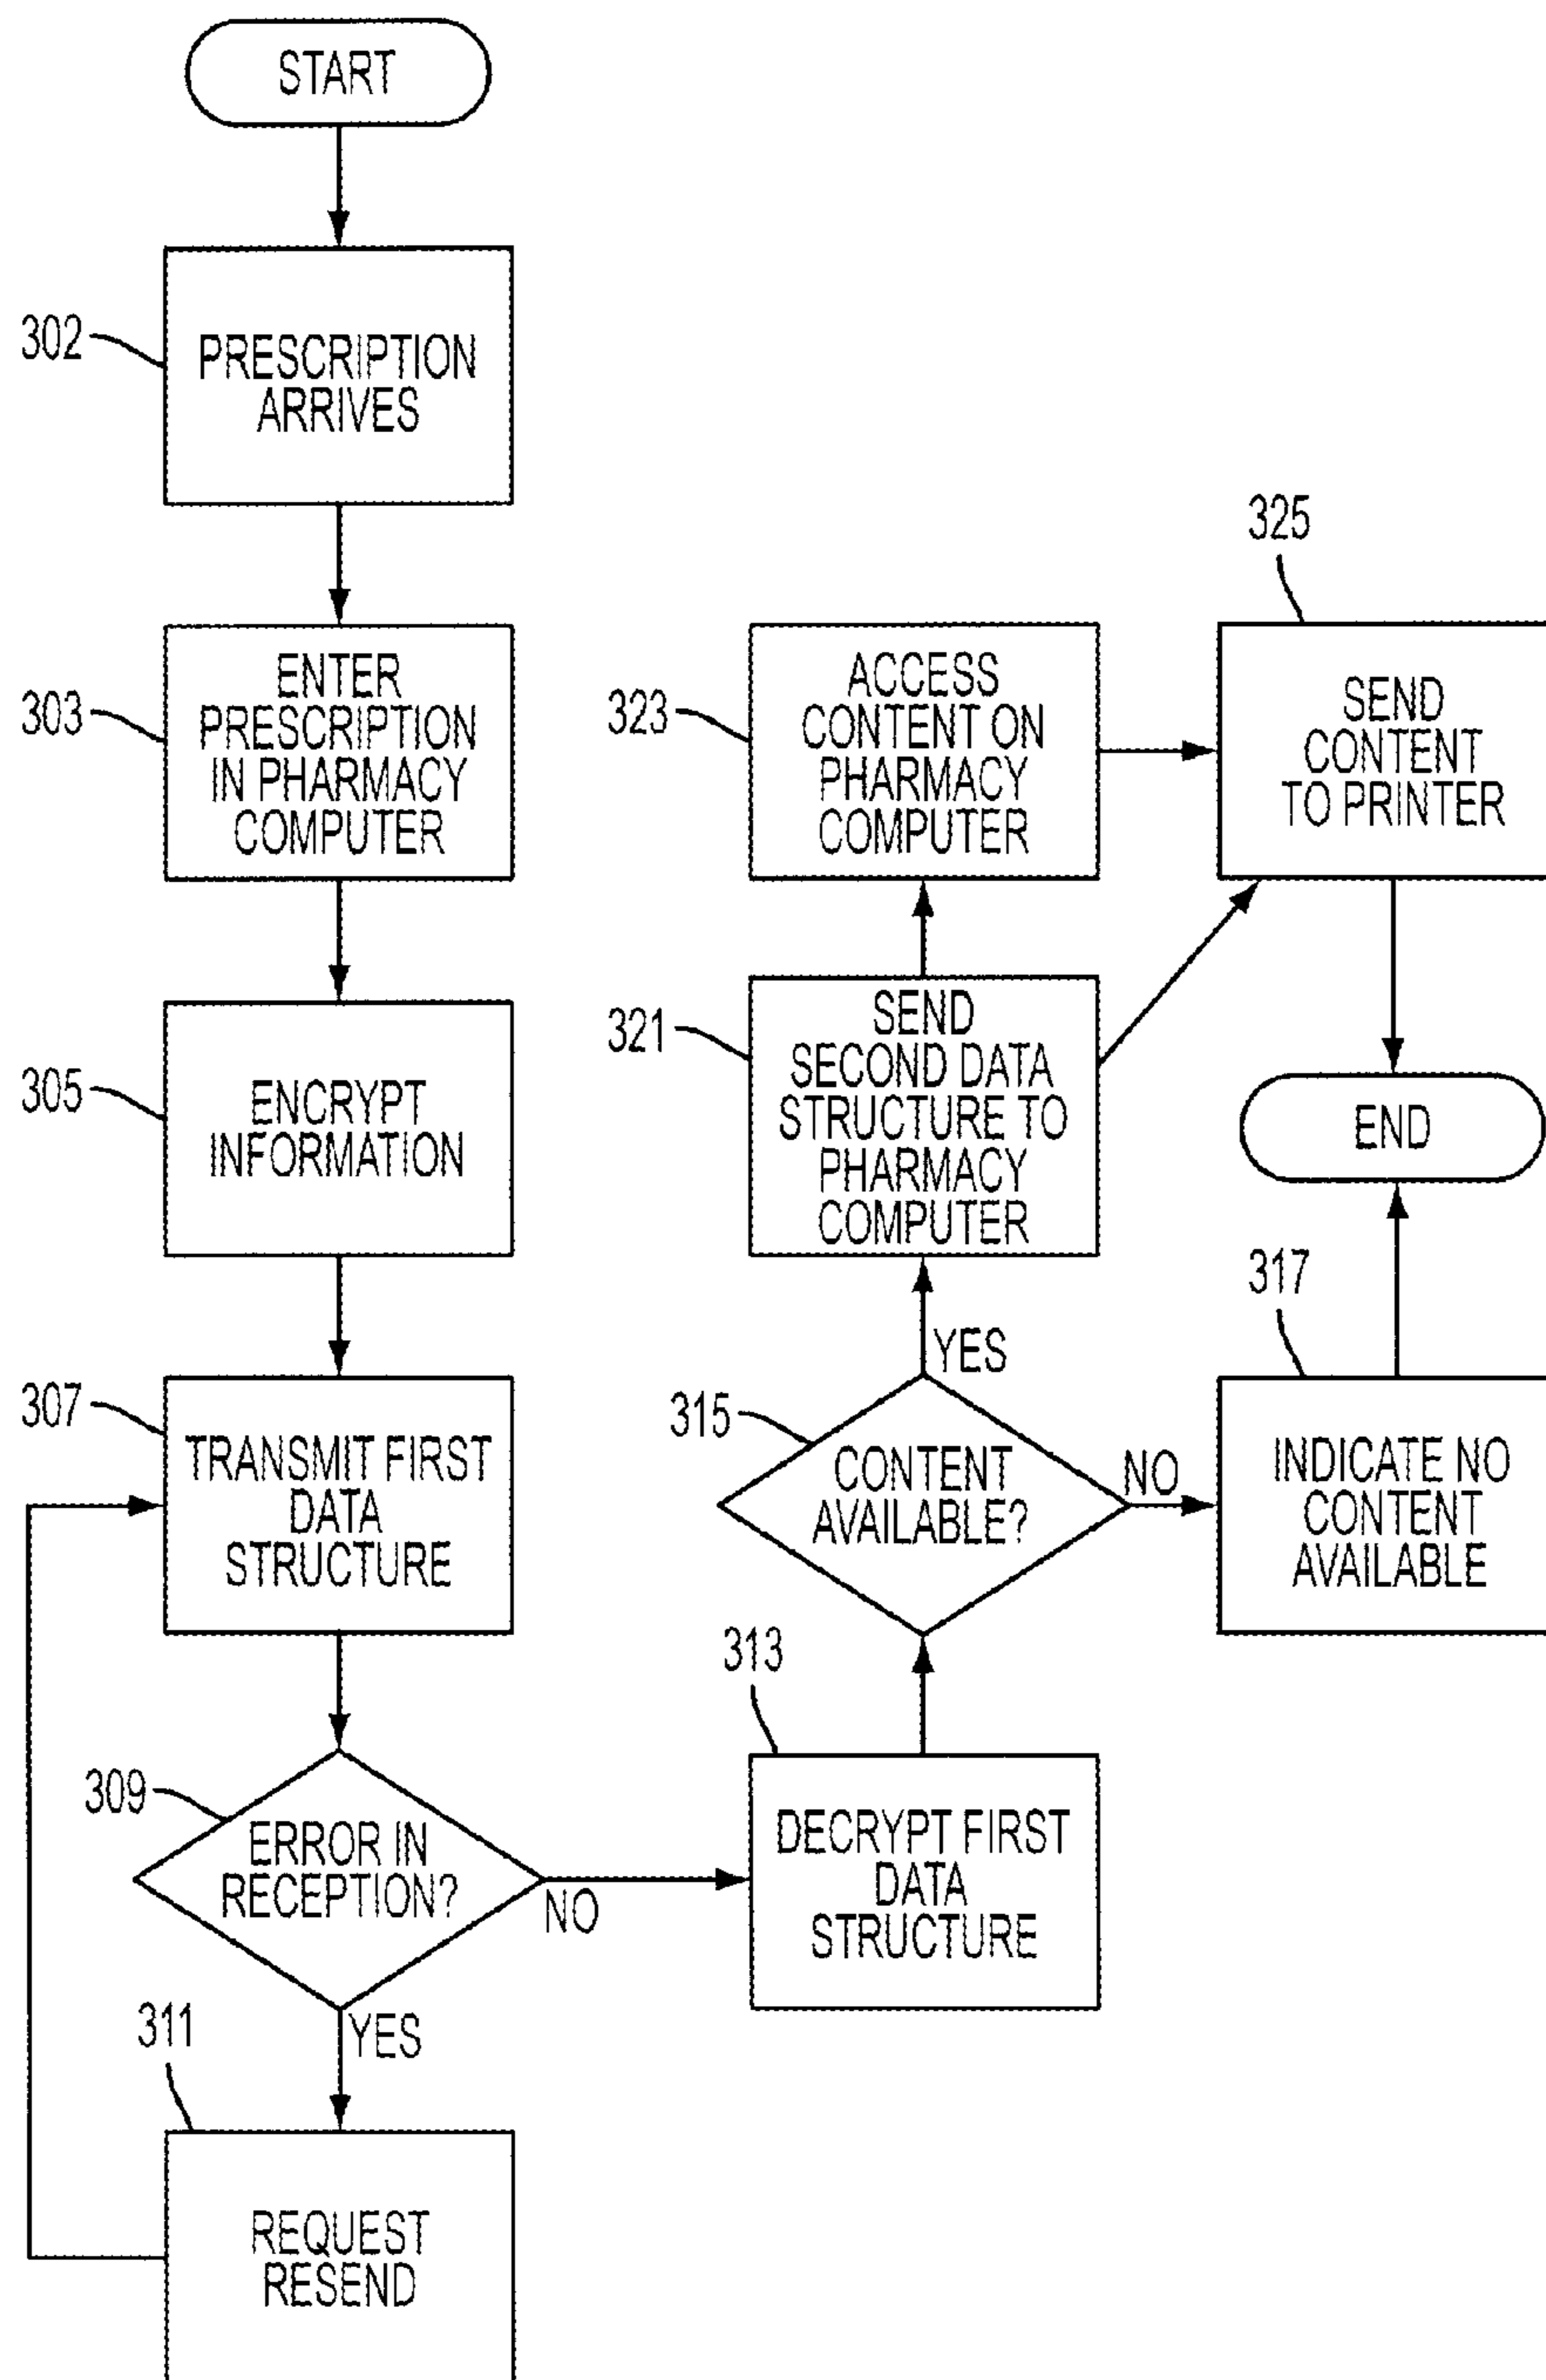 START
302
PRESCRIPTION
ARRIVES
303
ENTER
PRESCRIPTION
IN PHARMACY
COMPUTER
305
ENCRYPT
INFORMATION
307
TRANSMIT FIRST
DATA
STRUCTURE
309
ERROR IN
RECEPTION?
NO
YES
311
REQUEST
RESEND
313
DECRYPT FIRST
DATA
STRUCTURE
315
CONTENT
AVAILABLE?
NO
YES
317
INDICATE NO
CONTENT
AVAILABLE
321
SEND
SECOND DATA
STRUCTURE TO
PHARMACY
COMPUTER
323
ACCESS
CONTENT ON
PHARMACY
COMPUTER
325
SEND
CONTENT
TO PRINTER
END